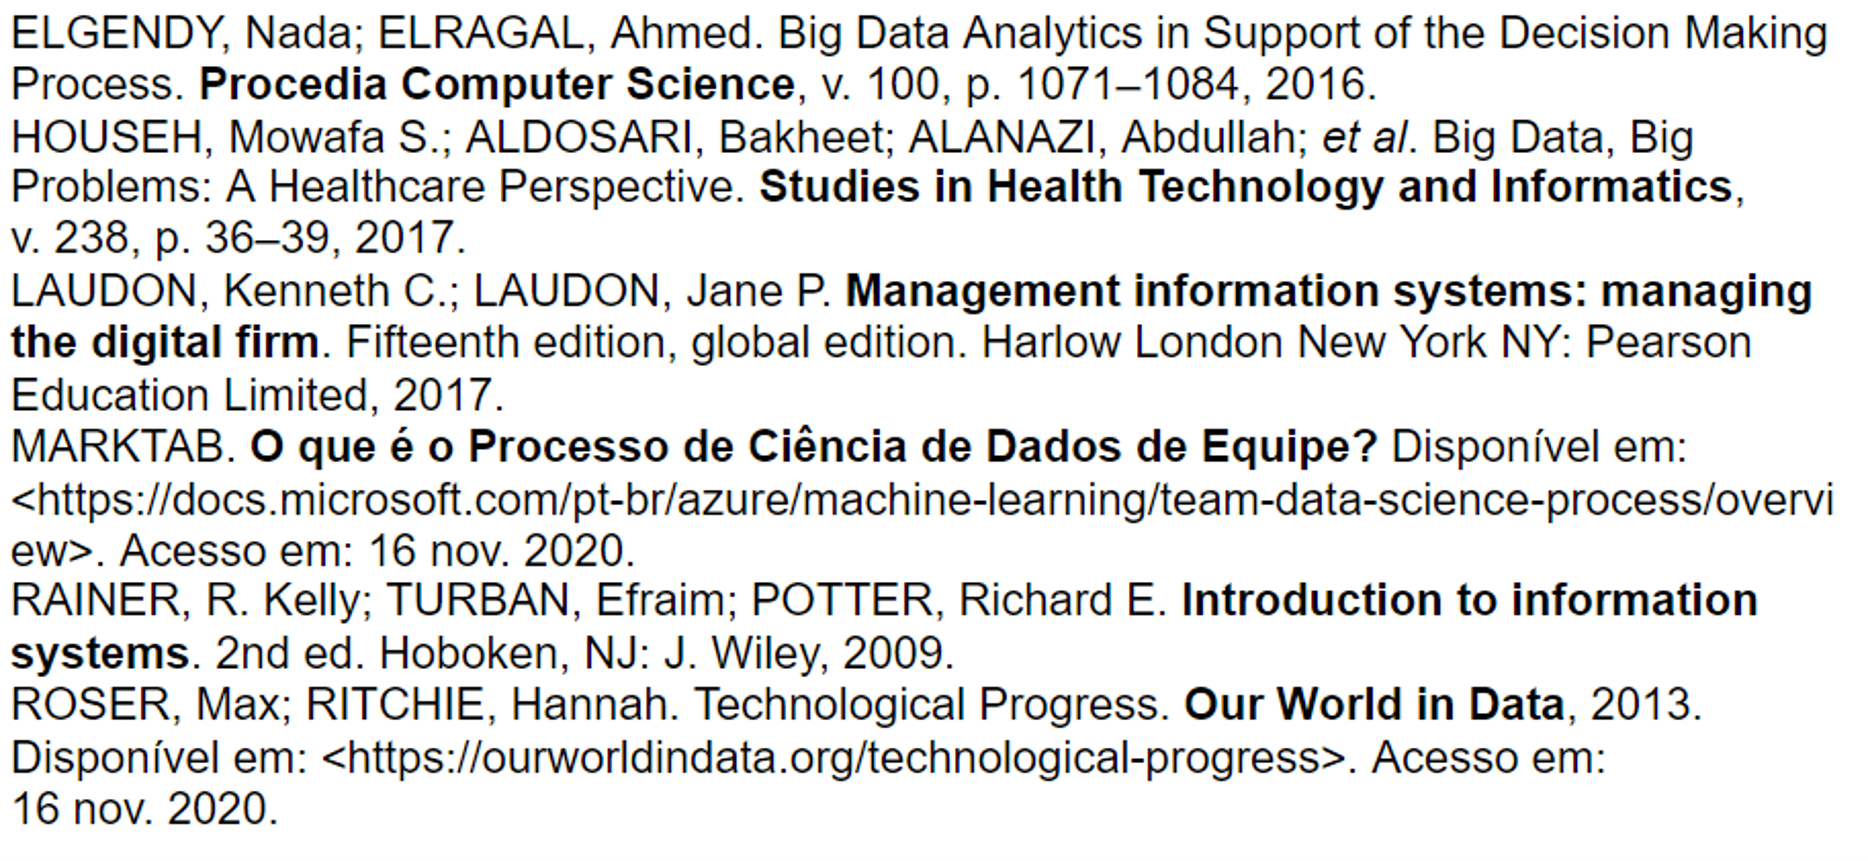 ELGENDY, Nada; ELRAGAL, Ahmed. Big Data Analytics in Support of the Decision Making
Process. Procedia Computer Science, v. 100, p. 1071–1084, 2016.
HOUSEH, Mowafa S.; ALDOSARI, Bakheet; ALANAZI, Abdullah; et al. Big Data, Big
Problems: A Healthcare Perspective. Studies in Health Technology and Informatics,
v. 238, p. 36–39, 2017.
LAUDON, Kenneth C.; LAUDON, Jane P. Management information systems: managing
the digital firm. Fifteenth edition, global edition. Harlow London New York NY: Pearson
Education Limited, 2017.
MARKTAB. O que é o Processo de Ciência de Dados de Equipe? Disponível em:
<https://docs.microsoft.com/pt-br/azure/machine-learning/team-data-science-process/overvi
ew>. Acesso em: 16 nov. 2020.
RAINER, R. Kelly; TURBAN, Efraim; POTTER, Richard E. Introduction to information
systems. 2nd ed. Hoboken, NJ: J. Wiley, 2009.
ROSER, Max; RITCHIE, Hannah. Technological Progress. Our World in Data, 2013.
Disponível em: <https://ourworldindata.org/technological-progress>. Acesso em:
16 nov. 2020.